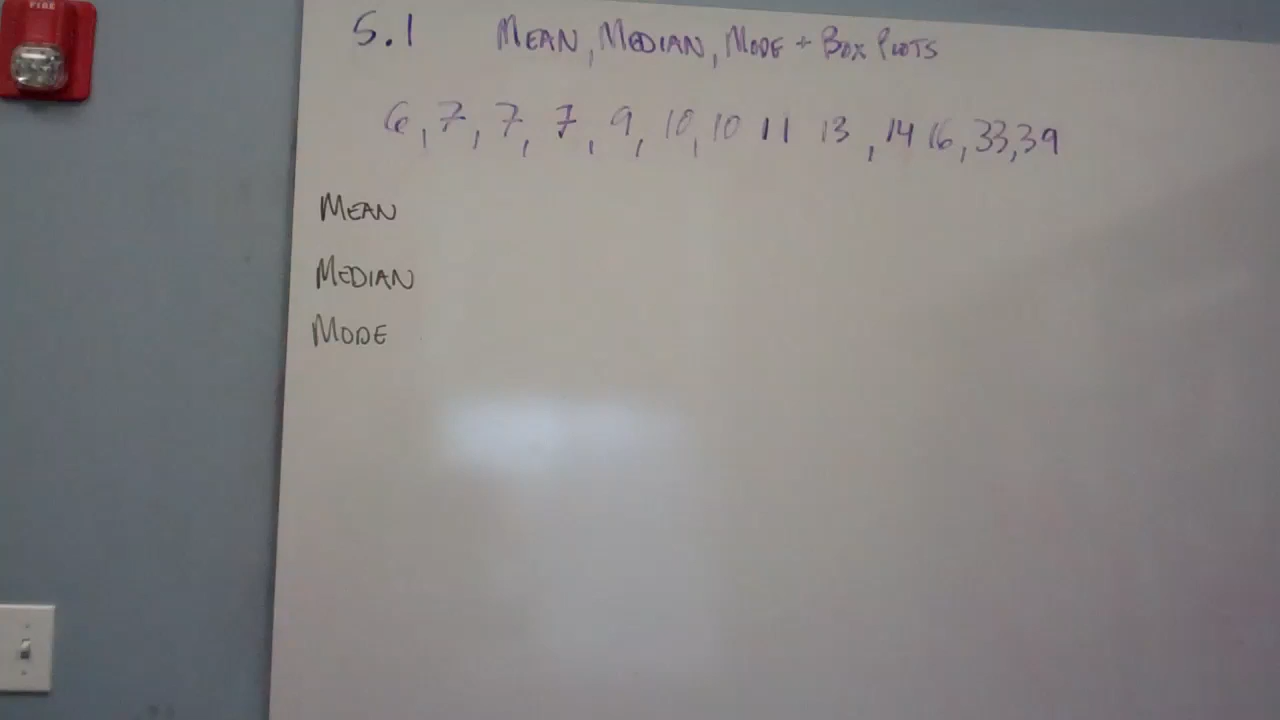 FIRE
5.1 MEAN, MEDIAN, MODE + BOX PLOTS
6, 7, 7, 7, 9, 10, 10 11 13, 14 16, 33, 39
MEAN
MEDIAN
MODE